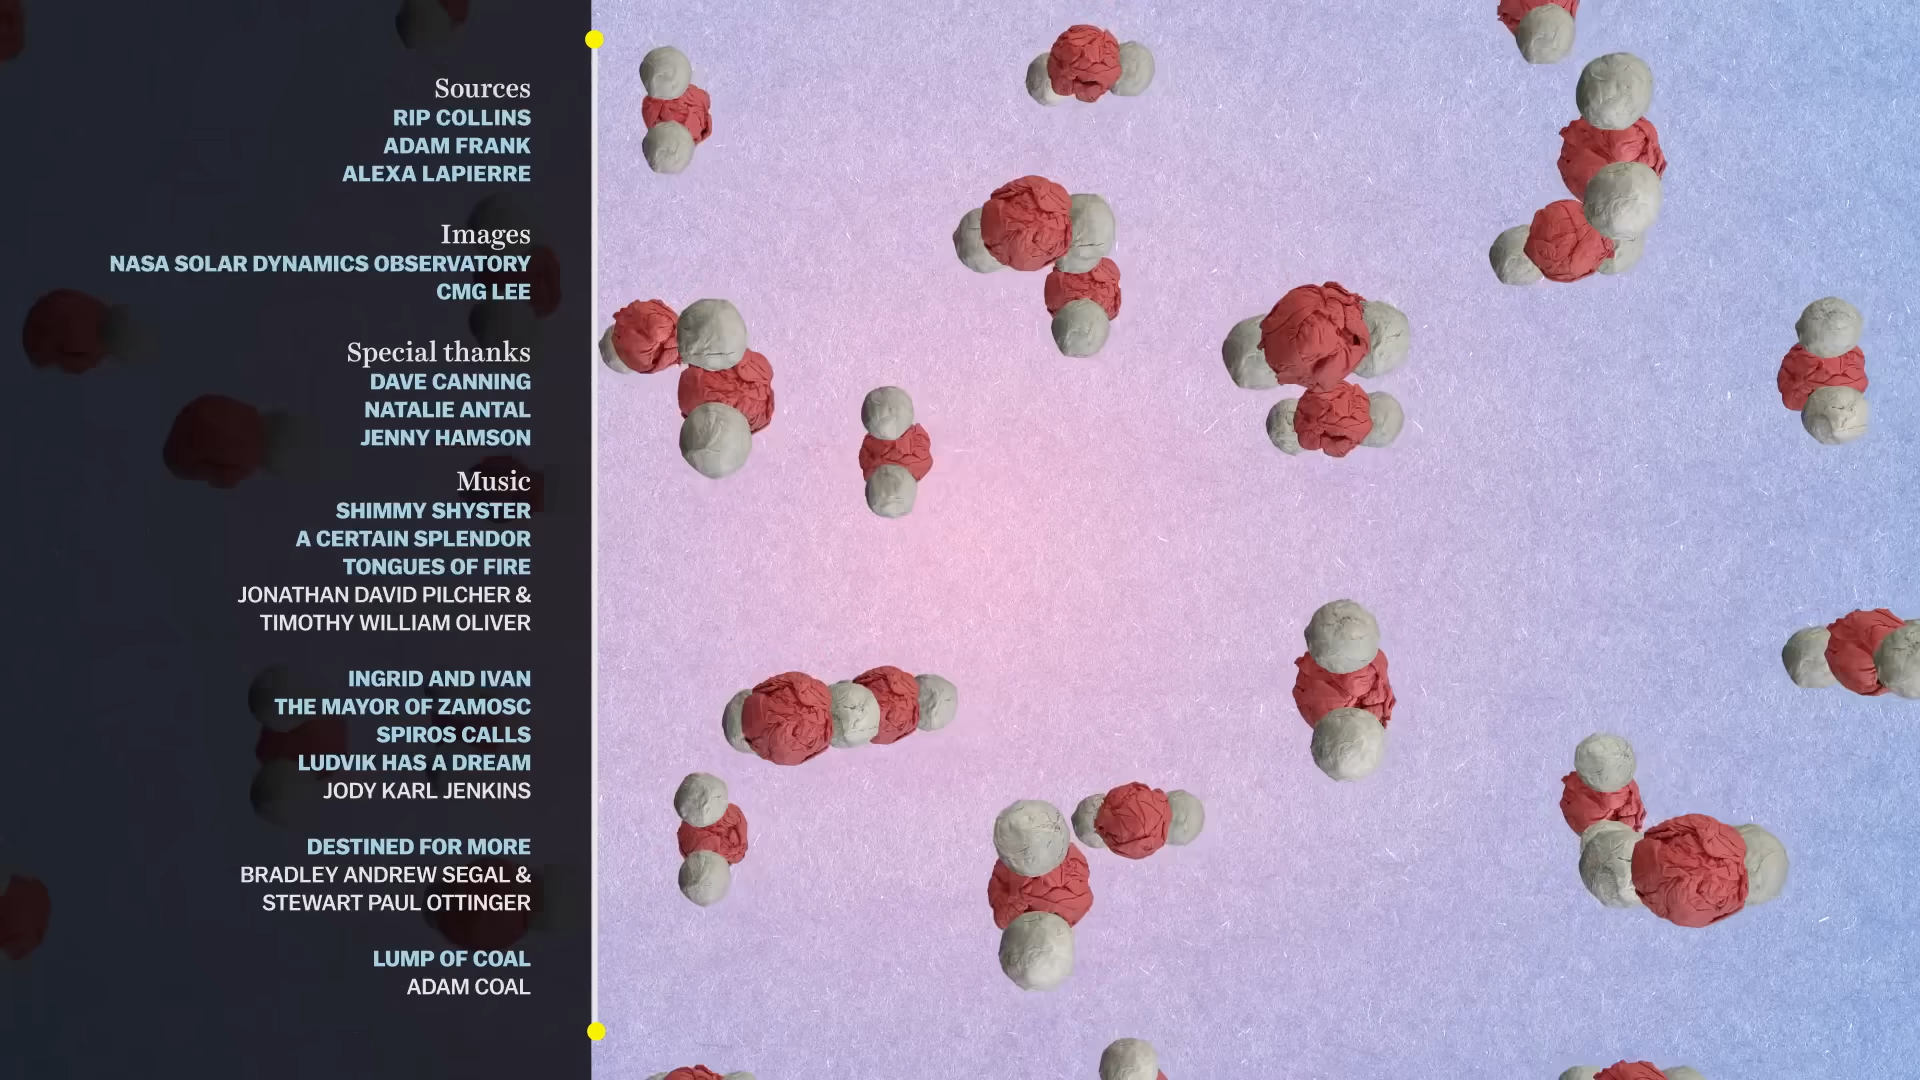 Sources
RIP COLLINS
ADAM FRANK
ALEXA LAPIERRE
Images
NASA SOLAR DYNAMICS OBSERVATORY
CMG LEE
Special thanks
DAVE CANNING
NATALIE ANTAL
JENNY HAMSON
Music
SHIMMY SHYSTER
A CERTAIN SPLENDOR
TONGUES OF FIRE
JONATHAN DAVID PILCHER &
TIMOTHY WILLIAM OLIVER
INGRID AND IVAN
THE MAYOR OF ZAMOSC
SPIROS CALLS
LUDVIK HAS A DREAM
JODY KARL JENKINS
DESTINED FOR MORE
BRADLEY ANDREW SEGAL &
STEWART PAUL OTTINGER
LUMP OF COAL
ADAM COAL